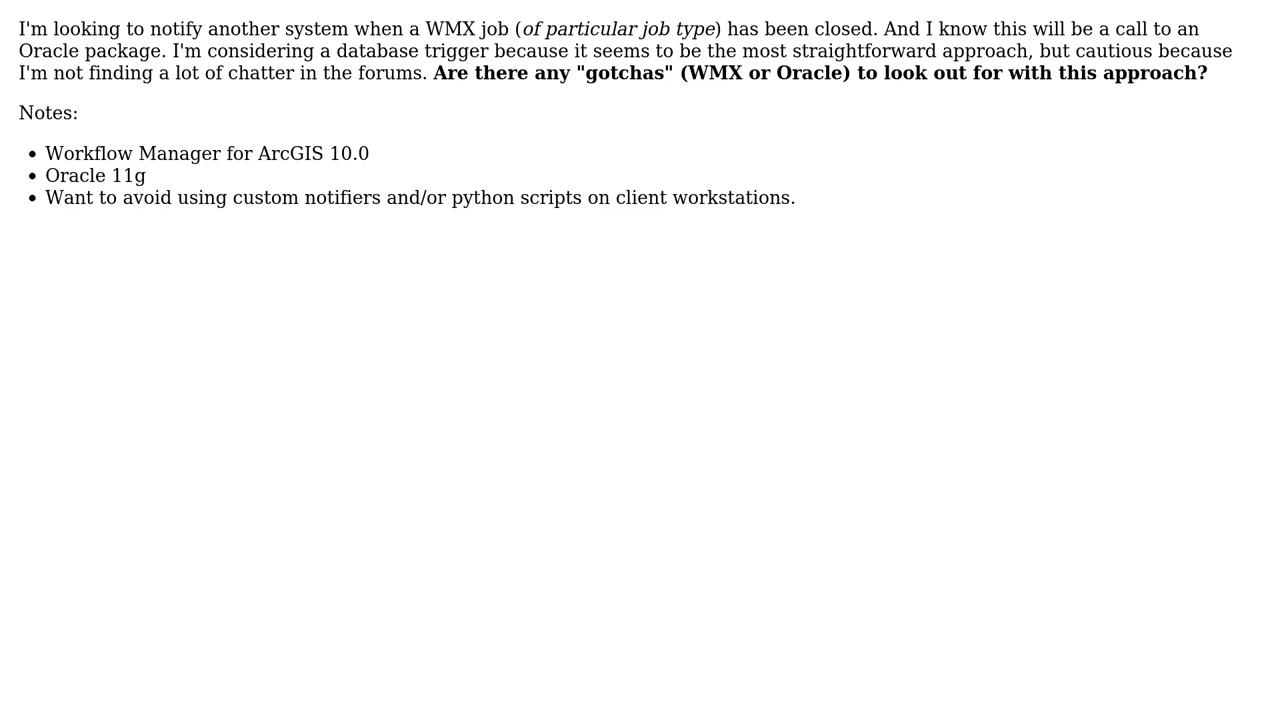 I'm looking to notify another system when a WMX job (of particular job type) has been closed. And I know this will be a call to an
Oracle package. I'm considering a database trigger because it seems to be the most straightforward approach, but cautious because
I'm not finding a lot of chatter in the forums. Are there any "gotchas" (WMX or Oracle) to look out for with this approach?
Notes:
• Workflow Manager for ArcGIS 10.0
• Oracle 11g
• Want to avoid using custom notifiers and/or python scripts on client workstations.